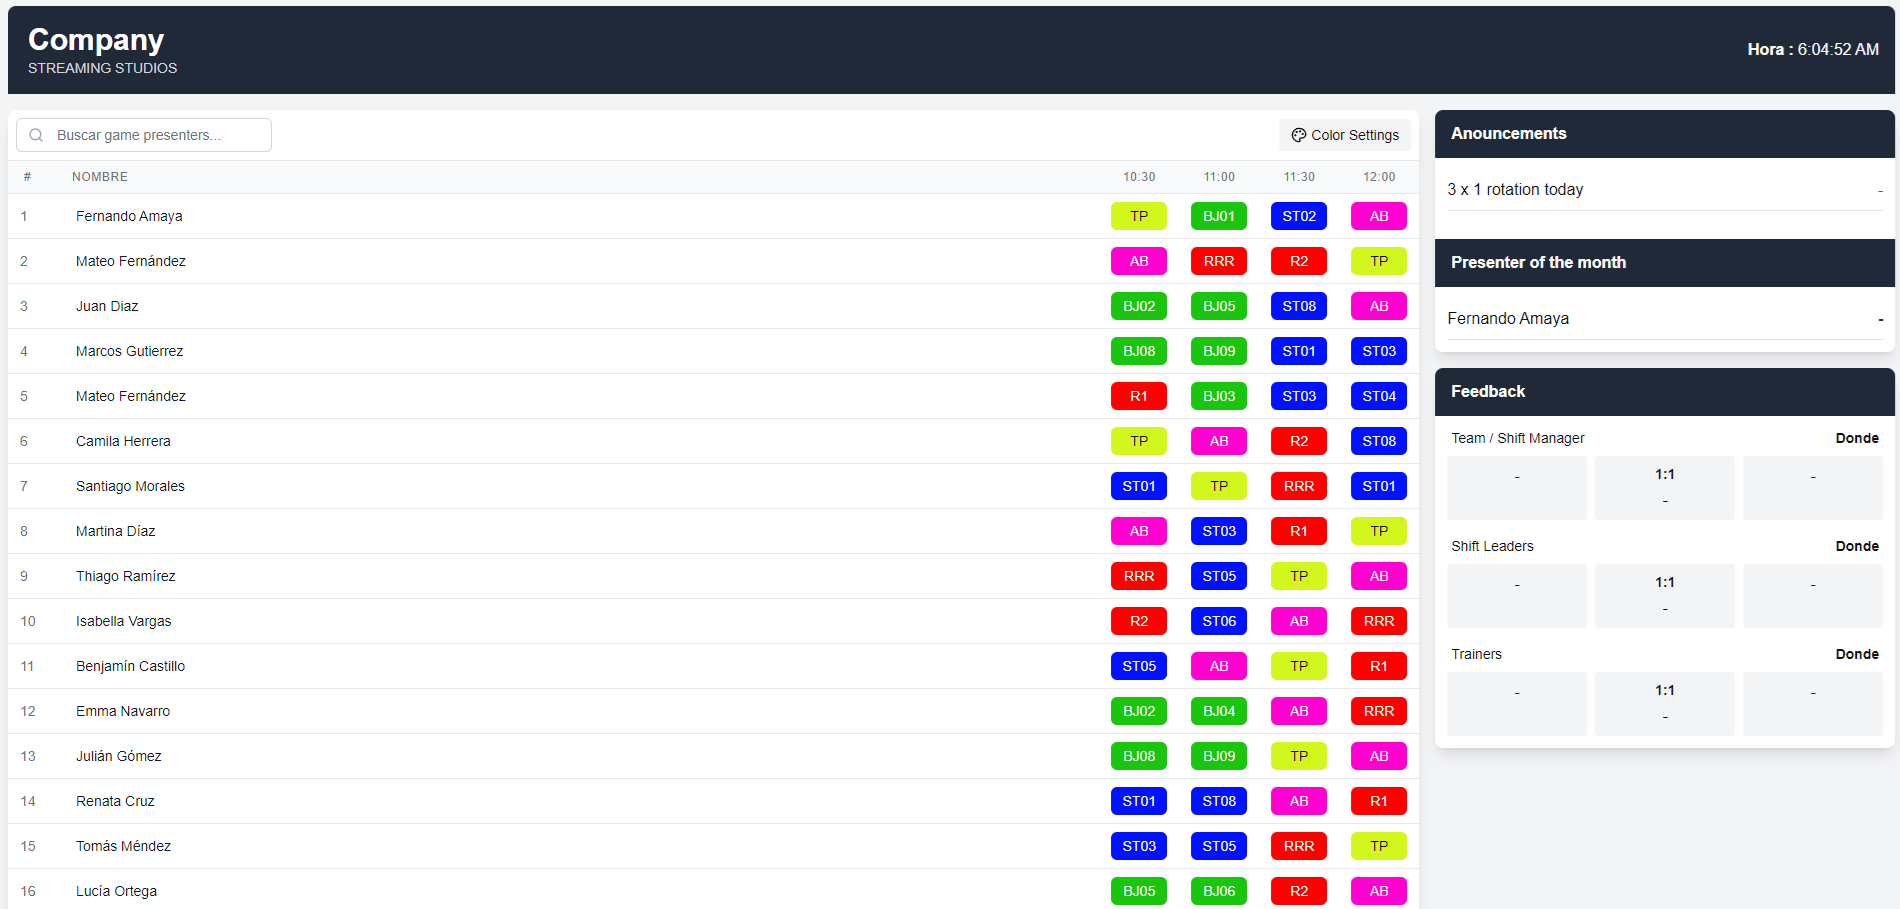 Company
STREAMING STUDIOS
Hora : 6:04:52 AM
Buscar game presenters...
Color Settings
# NOMBRE 10:30 11:00 11:30 12:00
1 Fernando Amaya TP BJ01 ST02 AB
2 Mateo Fernández AB RRR R2 TP
3 Juan Diaz BJ02 BJ05 ST08 AB
4 Marcos Gutierrez BJ08 BJ09 ST01 ST03
5 Mateo Fernández R1 BJ03 ST03 ST04
6 Camila Herrera TP AB R2 ST08
7 Santiago Morales ST01 TP RRR ST01
8 Martina Díaz AB ST03 R1 TP
9 Thiago Ramírez RRR ST05 TP AB
10 Isabella Vargas R2 ST06 AB RRR
11 Benjamín Castillo ST05 AB TP R1
12 Emma Navarro BJ02 BJ04 AB RRR
13 Julián Gómez BJ08 BJ09 TP AB
14 Renata Cruz ST01 ST08 AB R1
15 Tomás Méndez ST03 ST05 RRR TP
16 Lucía Ortega BJ05 BJ06 R2 AB
Anouncements
3 x 1 rotation today -
Presenter of the month
Fernando Amaya -
Feedback
Team / Shift Manager Donde
- 1:1 -
-
Shift Leaders Donde
- 1:1 -
-
Trainers Donde
- 1:1 -
-